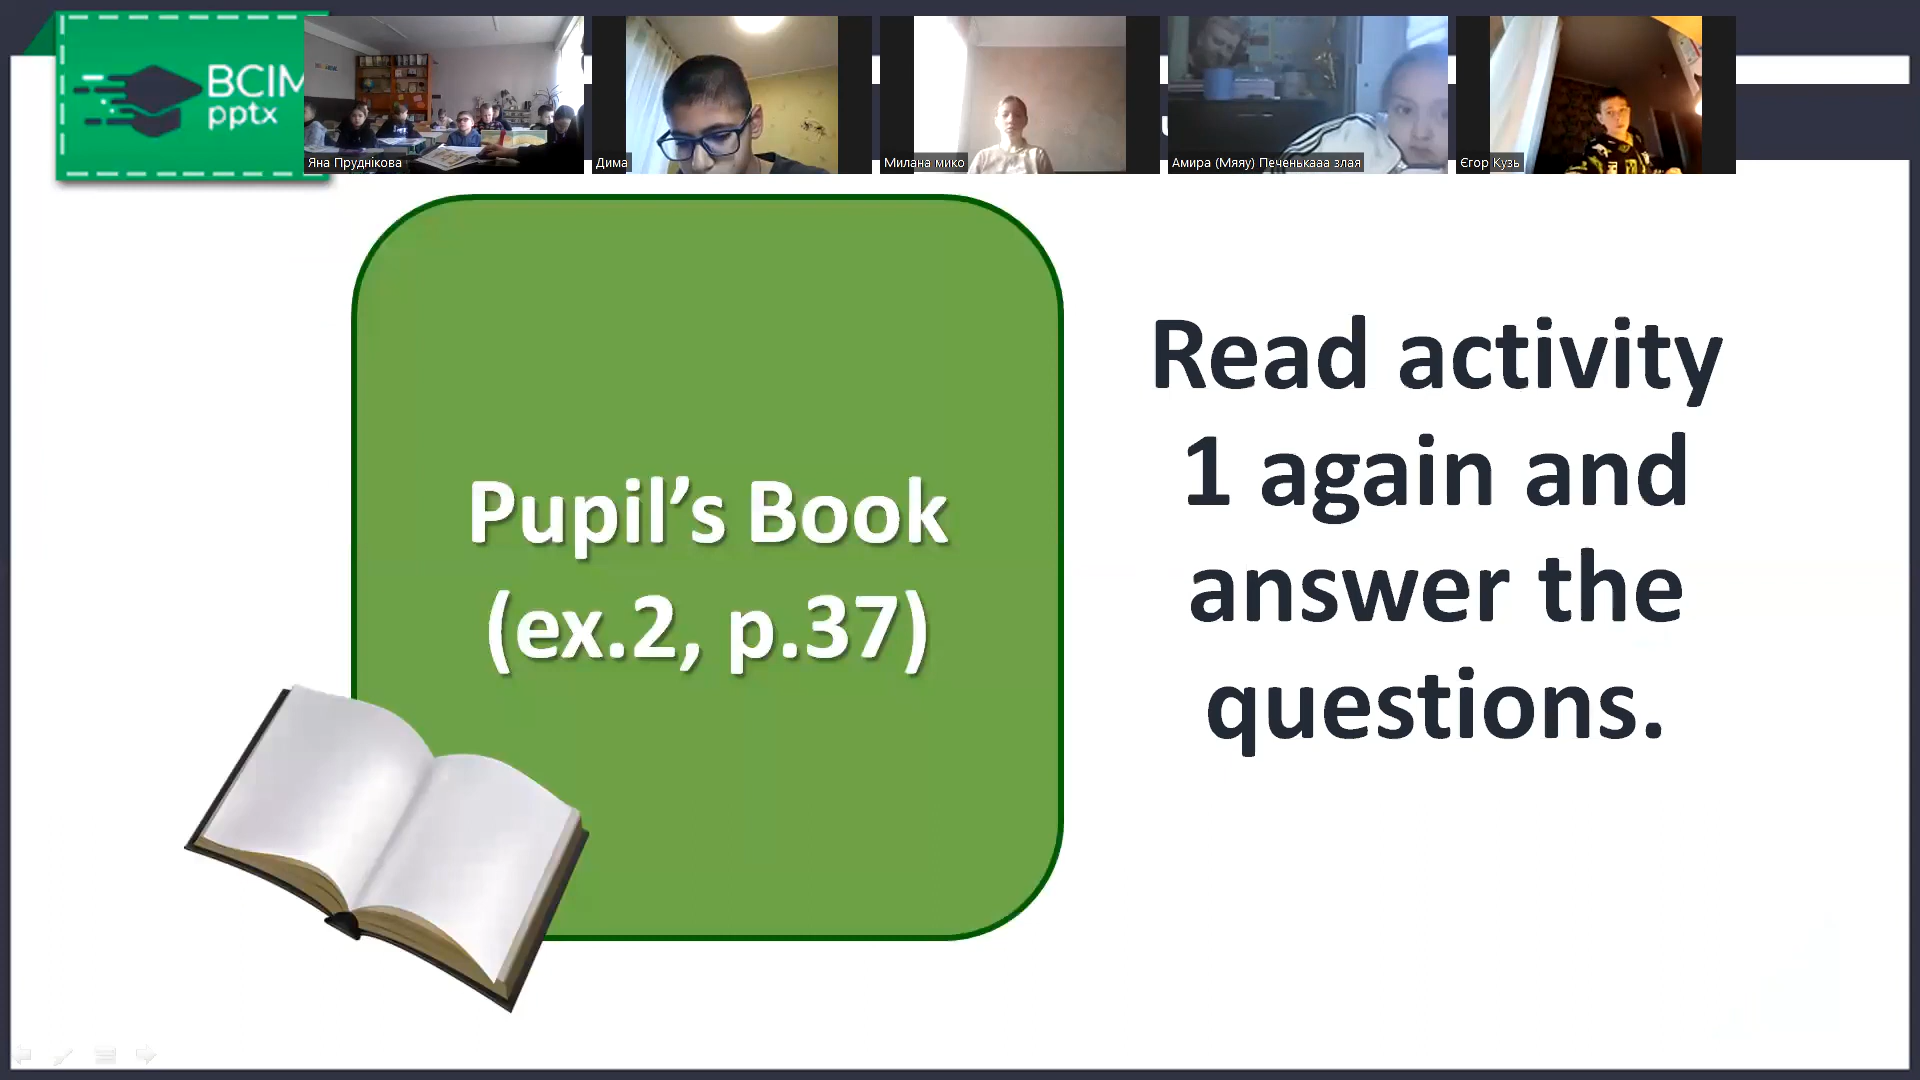 BCIM
pptx
Яна Пруднікова
Дима
Милана мико
Амира (Мяяу) Печенькааа злая
Єгор Кузь
Pupil’s Book
(ex.2, p.37)
Read activity
1 again and
answer the
questions.